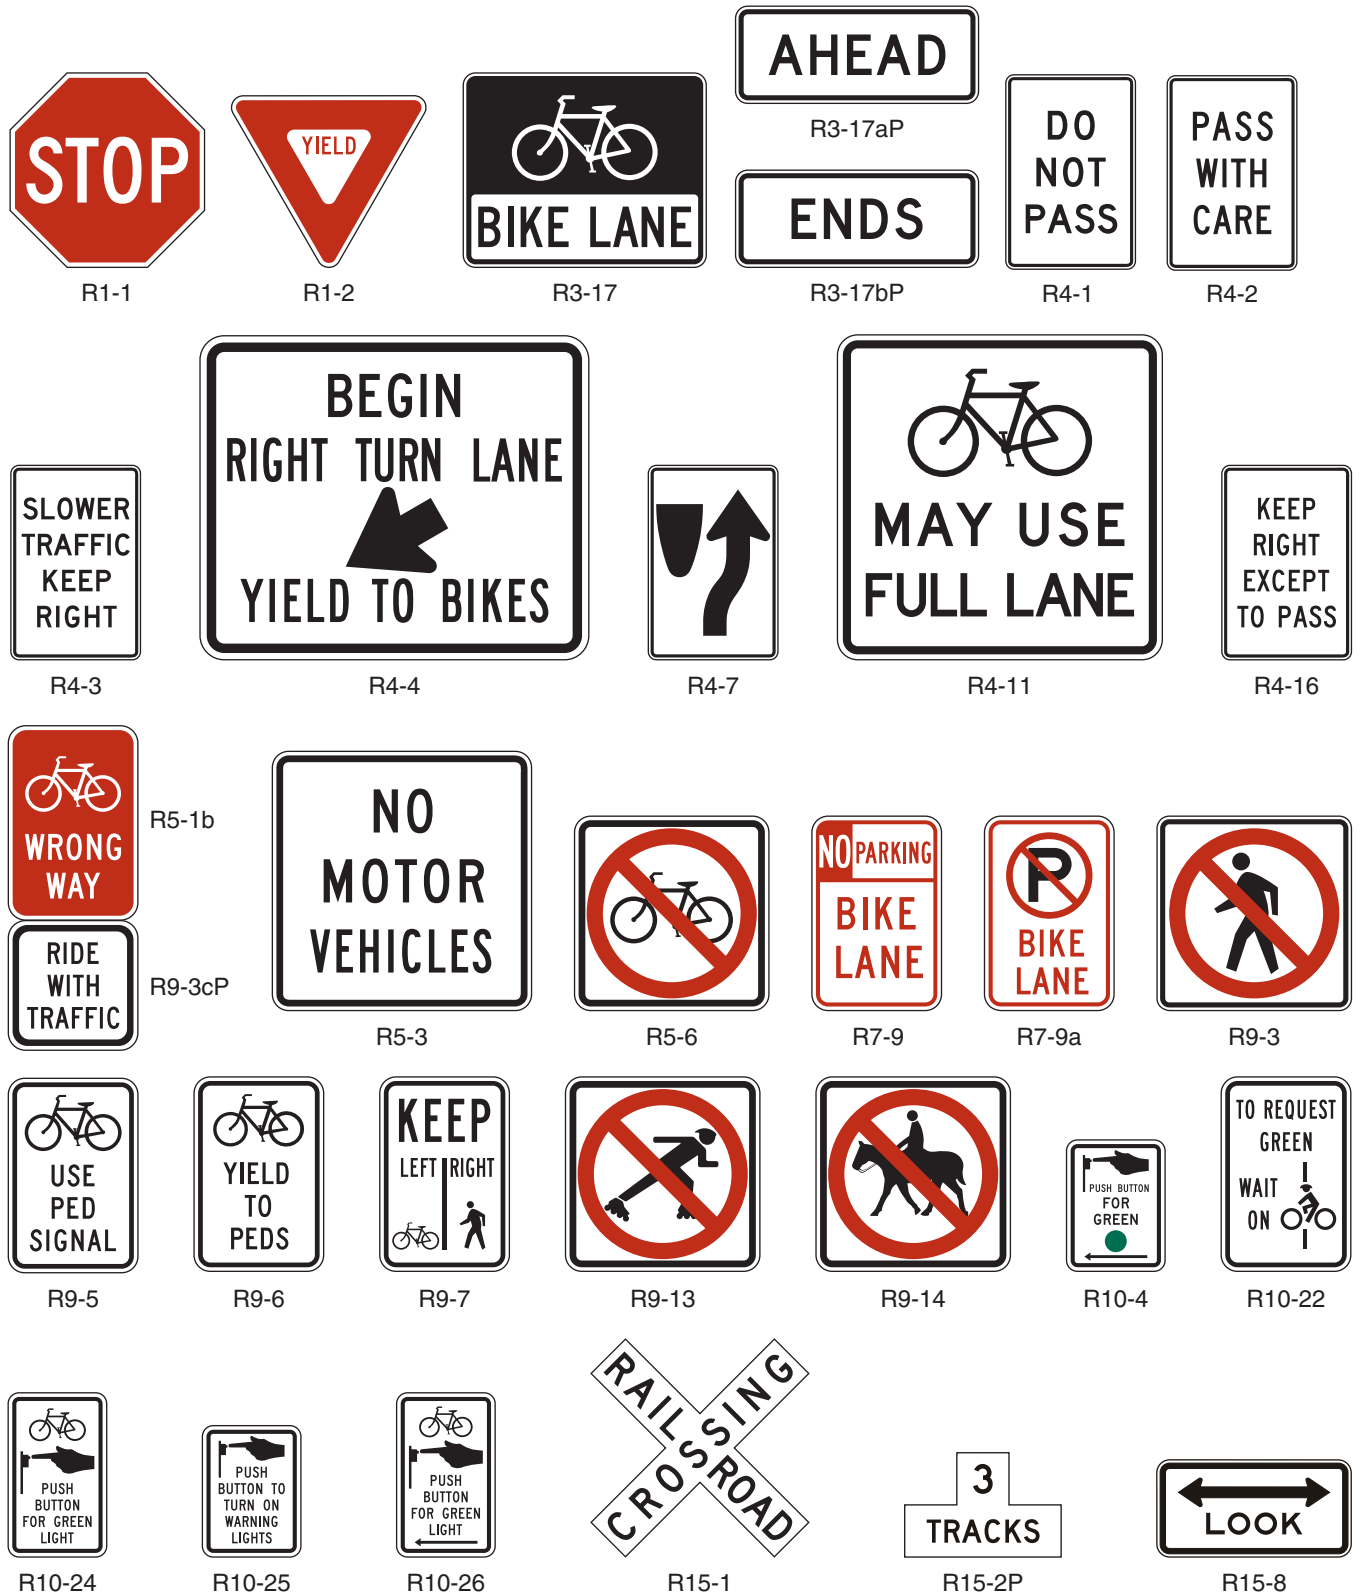 STOP
R1-1
YIELD
R1-2
BIKE LANE
R3-17
AHEAD
R3-17aP
ENDS
R3-17bP
DO
NOT
PASS
R4-1
PASS
WITH
CARE
R4-2
SLOWER
TRAFFIC
KEEP
RIGHT
R4-3
BEGIN
RIGHT TURN LANE
YIELD TO BIKES
R4-4
R4-7
MAY USE
FULL LANE
R4-11
KEEP
RIGHT
EXCEPT
TO PASS
R4-16
WRONG
WAY
R5-1b
RIDE
WITH
TRAFFIC
R9-3cP
NO
MOTOR
VEHICLES
R5-3
R5-6
NO PARKING
BIKE
LANE
R7-9
P
BIKE
LANE
R7-9a
R9-3
USE
PED
SIGNAL
R9-5
YIELD
TO
PEDS
R9-6
KEEP
LEFT RIGHT
R9-7
R9-13
R9-14
PUSH BUTTON
FOR
GREEN
R10-4
TO REQUEST
GREEN
WAIT
ON
R10-22
PUSH
BUTTON
FOR GREEN
LIGHT
R10-24
PUSH
BUTTON TO
TURN ON
WARNING
LIGHTS
R10-25
PUSH
BUTTON
FOR GREEN
LIGHT
R10-26
RAILROAD
CROSSING
R15-1
3
TRACKS
R15-2P
LOOK
R15-8